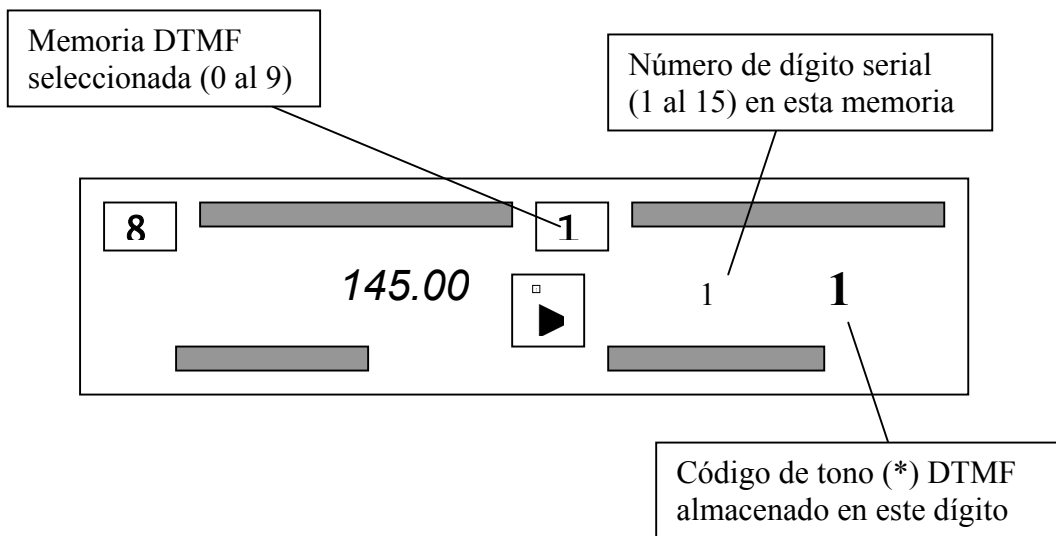 Memoria DTMF
seleccionada (0 al 9)
Número de dígito serial
(1 al 15) en esta memoria
8
1
145.00
1
1
Código de tono (*) DTMF
almacenado en este dígito